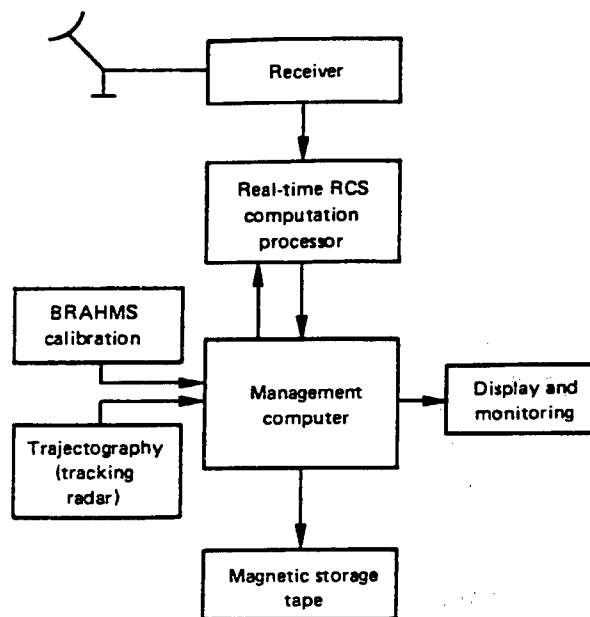 Receiver
Real-time RCS
computation
processor
BRAHMS
calibration
Management
computer
Display and
monitoring
Trajectography
(tracking
radar)
Magnetic storage
tape